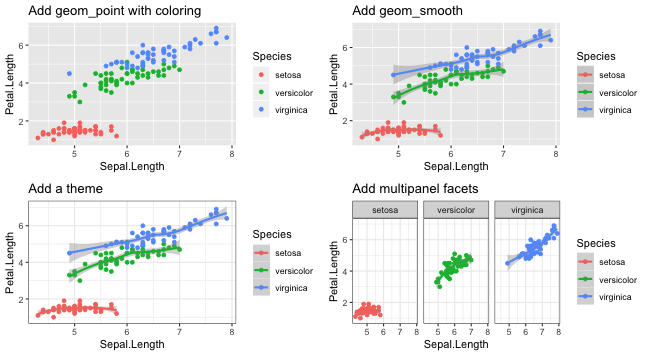 Add geom_point with coloring
Petal.Length
6
4
2
5
6
7
8
Sepal.Length
Species
setosa
versicolor
virginica
Add geom_smooth
Petal.Length
6
4
2
5
6
7
8
Sepal.Length
Species
setosa
versicolor
virginica
Add a theme
Petal.Length
6
4
2
5
6
7
8
Sepal.Length
Species
setosa
versicolor
virginica
Add multipanel facets
setosa versicolor virginica
Petal.Length
6
4
2
5 6 7 8 5 6 7 8 5 6 7 8
Sepal.Length
Species
setosa
versicolor
virginica